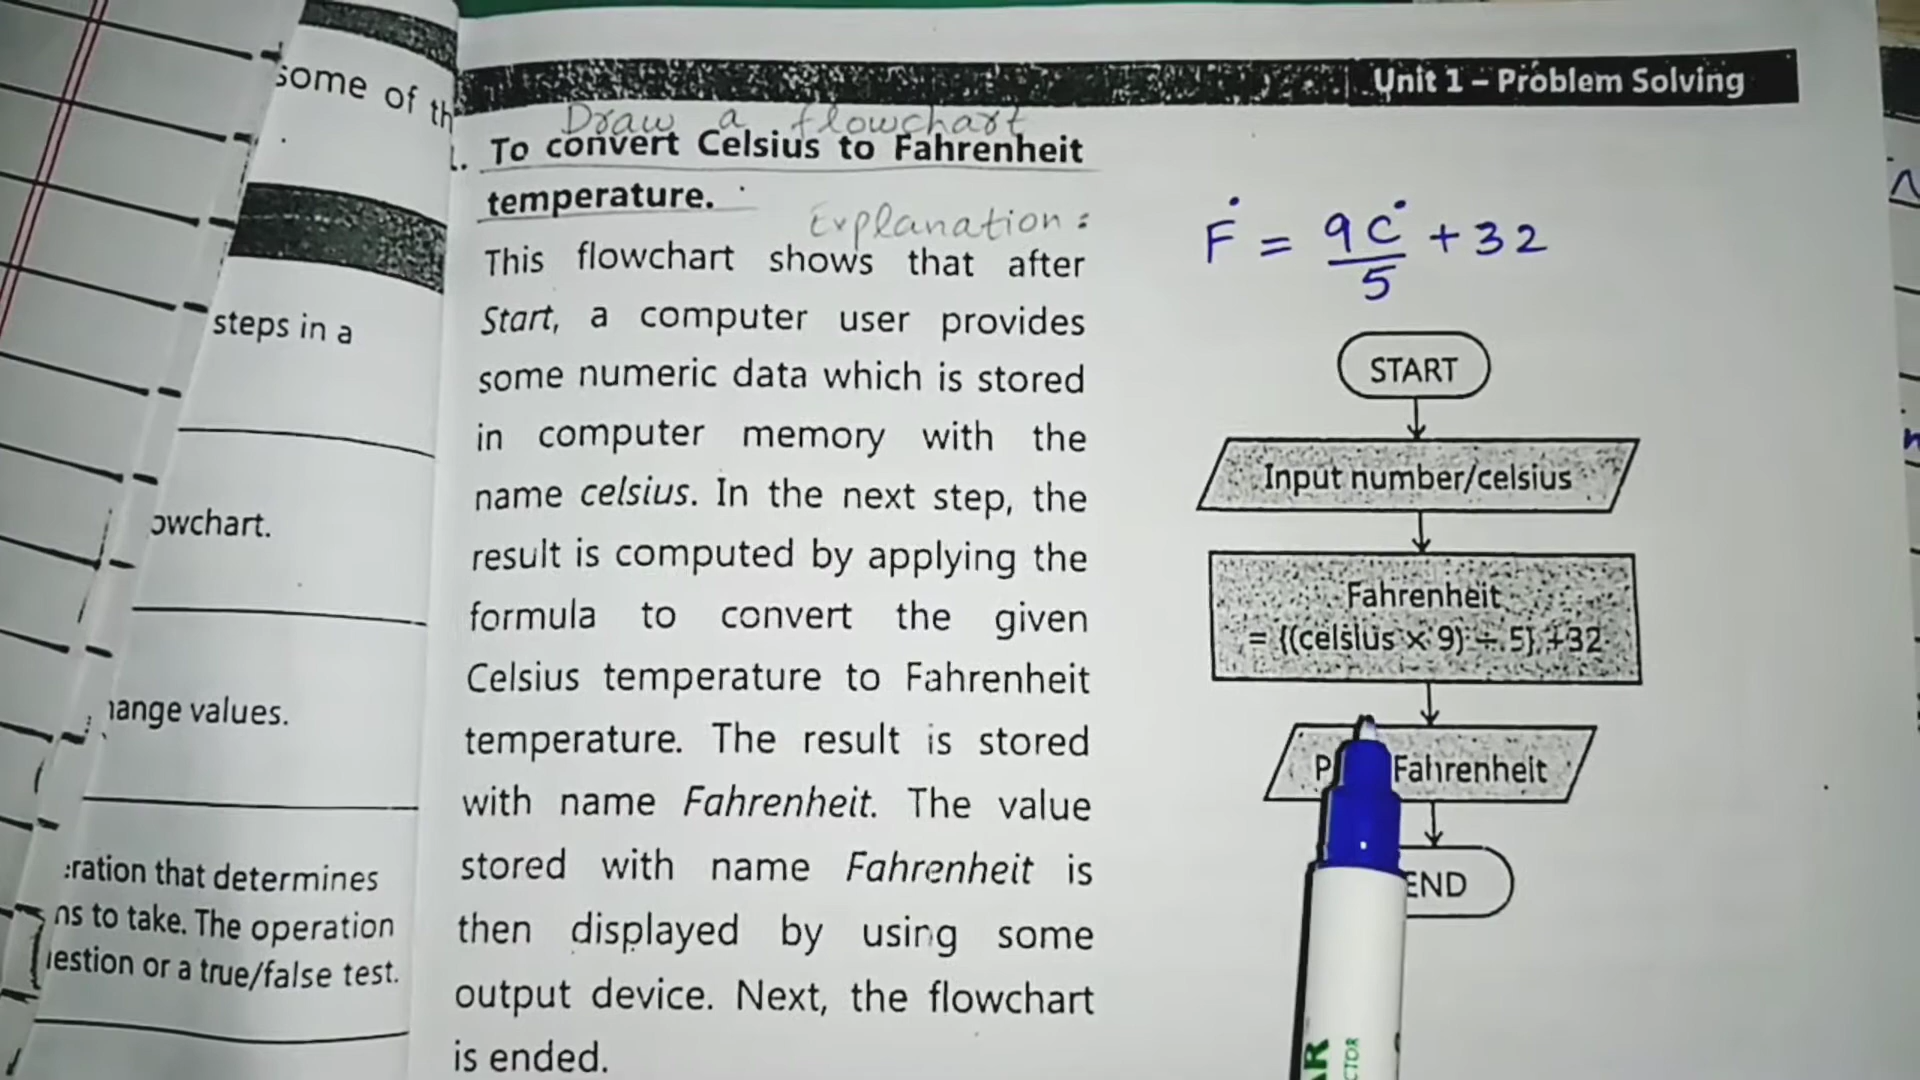 some of th
steps in a
owchart.
hange values.
eration that determines
ns to take. The operation
estion or a true/false test.
Unit 1 – Problem Solving
Draw a flowchart
To convert Celsius to Fahrenheit
temperature.
Explanation :
This flowchart shows that after
Start, a computer user provides
some numeric data which is stored
in computer memory with the
name celsius. In the next step, the
result is computed by applying the
formula to convert the given
Celsius temperature to Fahrenheit
temperature. The result is stored
with name Fahrenheit. The value
stored with name Fahrenheit is
then displayed by using some
output device. Next, the flowchart
is ended.
F° = 9C°/5 + 32
START
Input number/celsius
Fahrenheit
= {(celsius × 9) ÷ 5} +32
Fahrenheit
END